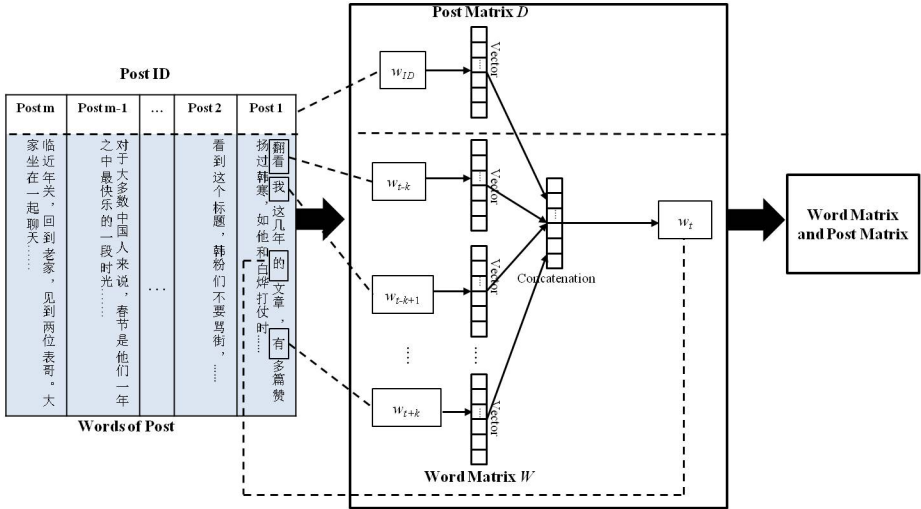 Post Matrix D
Post ID
Post m
Post m-1
...
Post 2
Post 1
临近年关，回到老家，见到两位表哥。大
家坐在一起聊天……
对于大多数中国人来说，春节是他们一年
之中最快乐的一段时光……
...
看到这个标题，韩粉们不要骂街，……
翻看我这几年的文章，有多篇赞
扬过韩寒，如他和白烨打仗时……
Words of Post
w_ID
Vector
w_t-k
Vector
w_t-k+1
Vector
......
......
w_t+k
Vector
Concatenation
w_t
Word Matrix W
Word Matrix
and Post Matrix